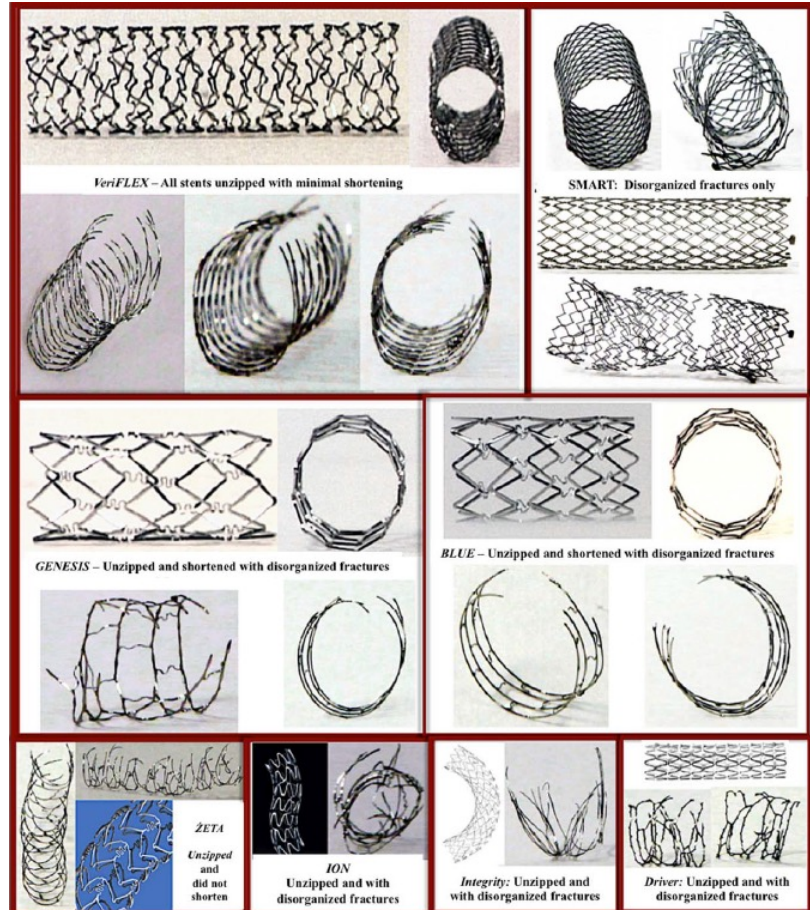 VeriFLEX – All stents unzipped with minimal shortening
SMART: Disorganized fractures only
GENESIS – Unzipped and shortened with disorganized fractures
BLUE – Unzipped and shortened with disorganized fractures
ŻETA
Unzipped
and
did not
shorten
ION
Unzipped and with
disorganized fractures
Integrity: Unzipped and
with disorganized fractures
Driver: Unzipped and with
disorganized fractures